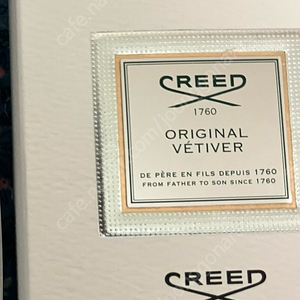 CREED
1760
ORIGINAL
VÉTIVER
DE PÈRE EN FILS DEPUIS 1760
FROM FATHER TO SON SINCE 1760
CREED